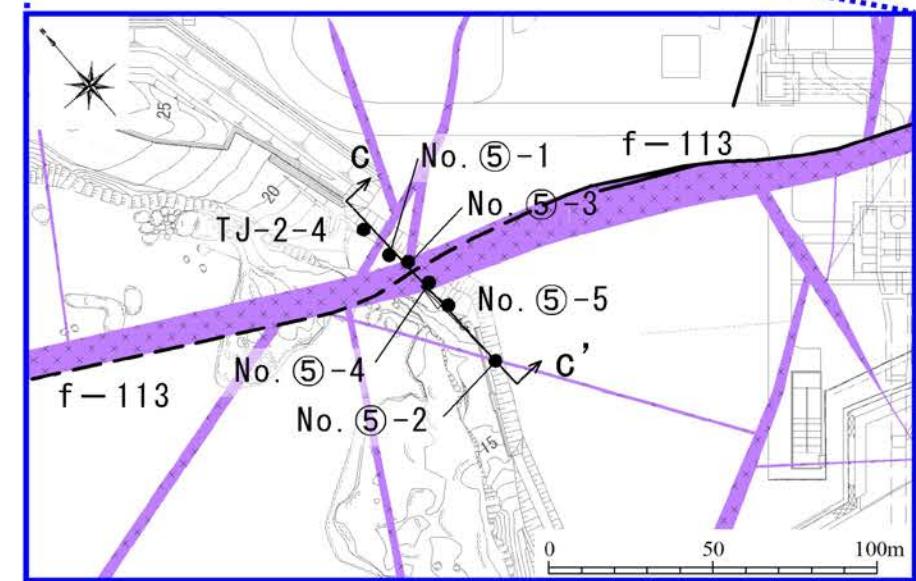 25
20
C
No. ⑤-1
f-113
No. ⑤-3
TJ-2-4
No. ⑤-5
No. ⑤-4
C'
f-113
No. ⑤-2
15
0 50 100m